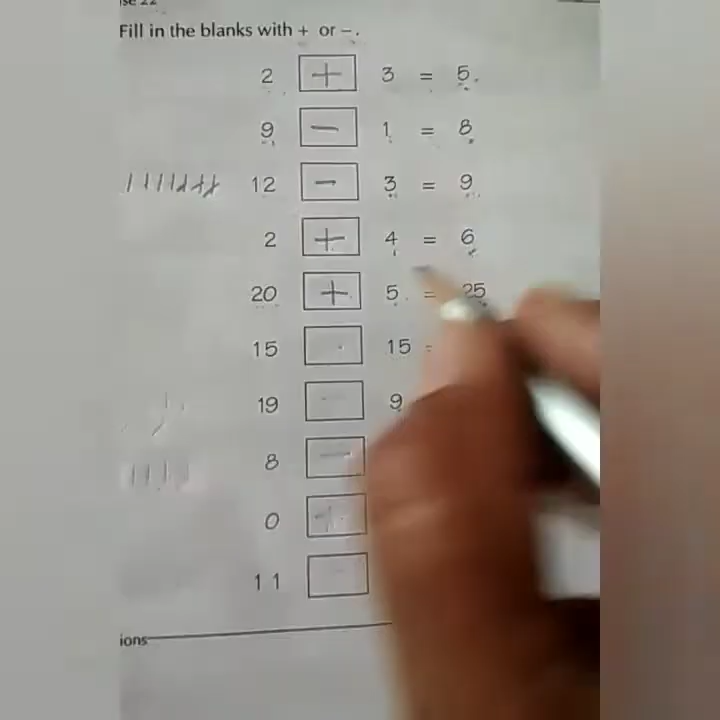 Fill in the blanks with + or –.
2 + 3 = 5
9 – 1 = 8
12 – 3 = 9
2 + 4 = 6
20 + 5 = 25
15 15 =
19 9
8 –
0 +
11
ions